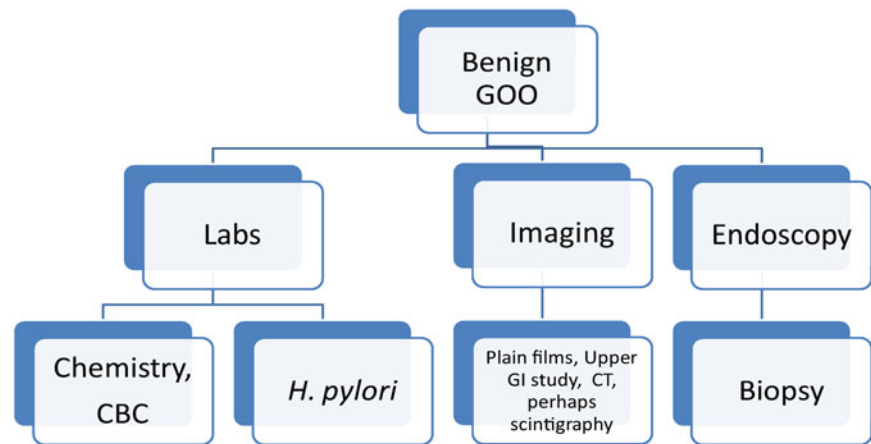 Benign
GOO
Labs
Imaging
Endoscopy
Chemistry,
CBC
H. pylori
Plain films, Upper
GI study, CT,
perhaps
scintigraphy
Biopsy